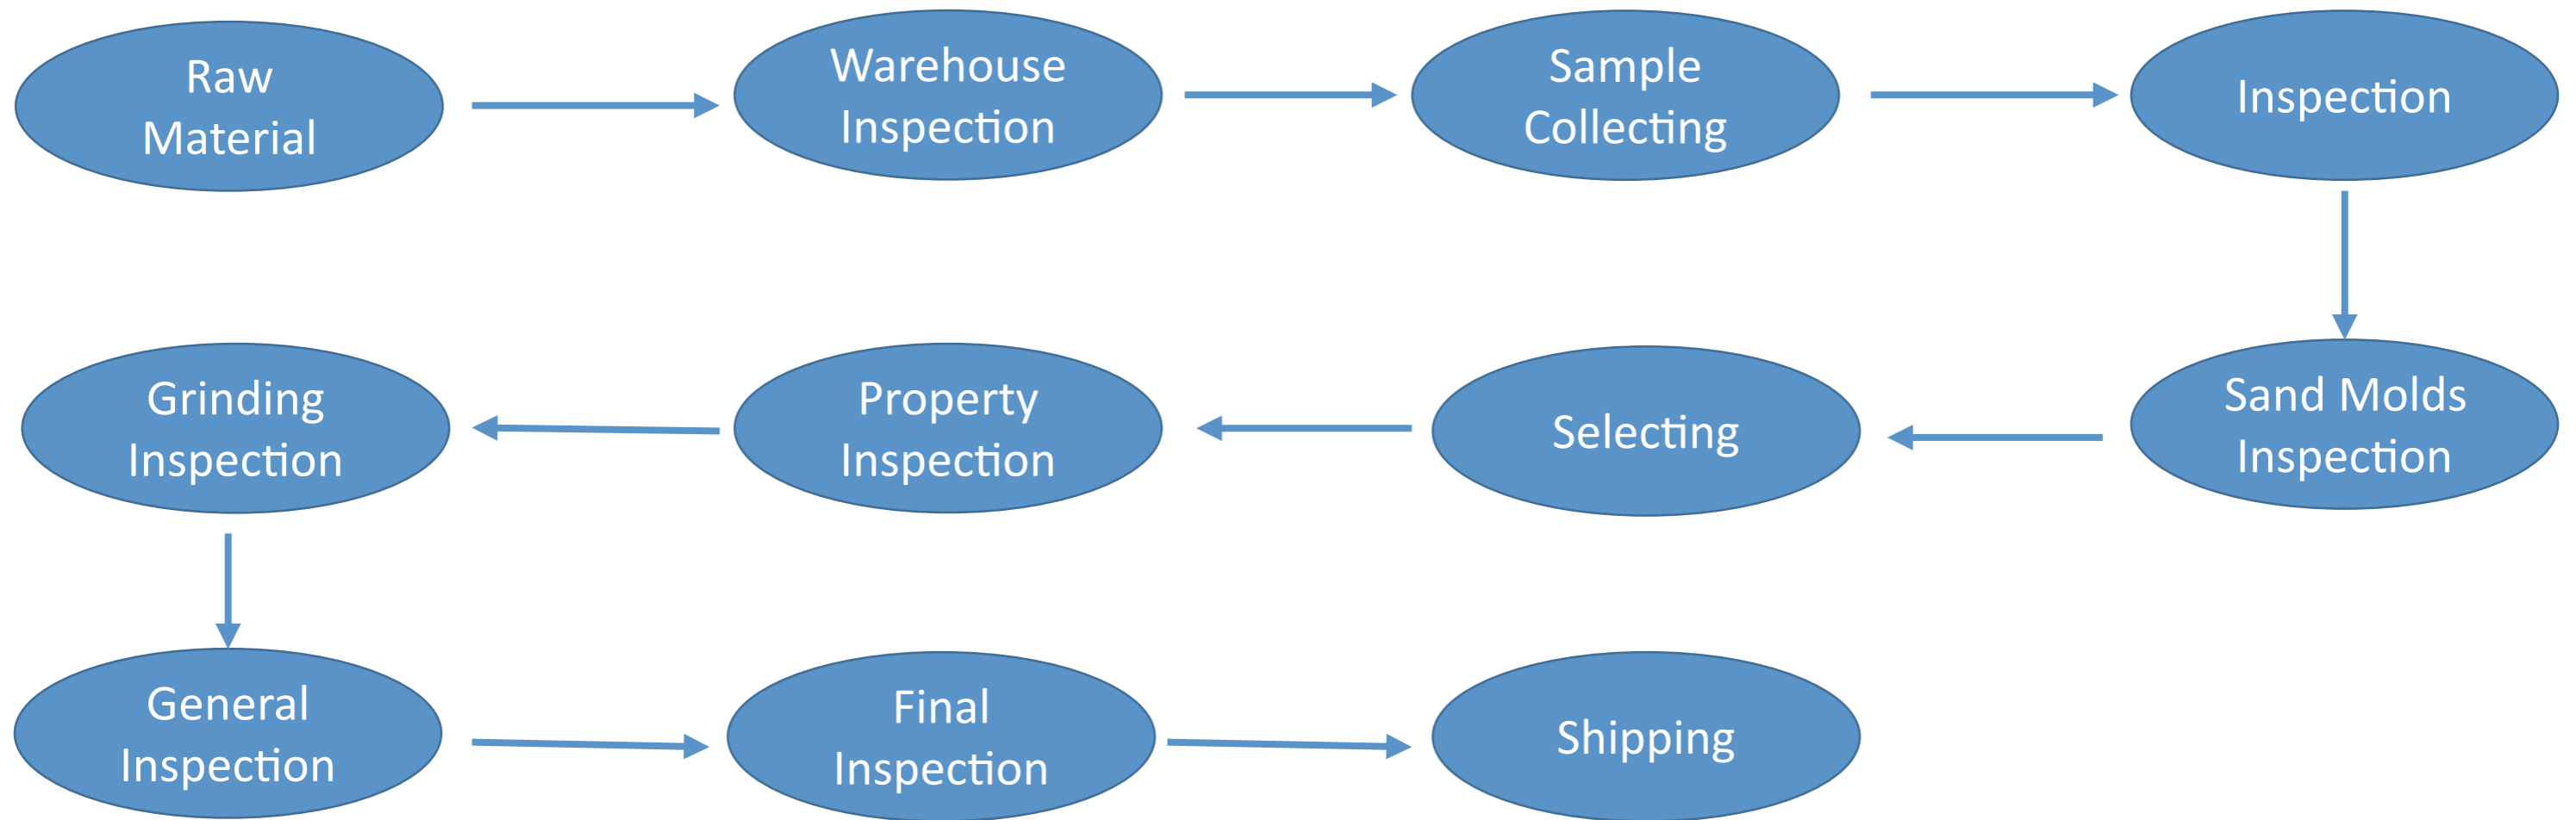 Raw
Material
Warehouse
Inspection
Sample
Collecting
Inspection
Sand Molds
Inspection
Selecting
Property
Inspection
Grinding
Inspection
General
Inspection
Final
Inspection
Shipping